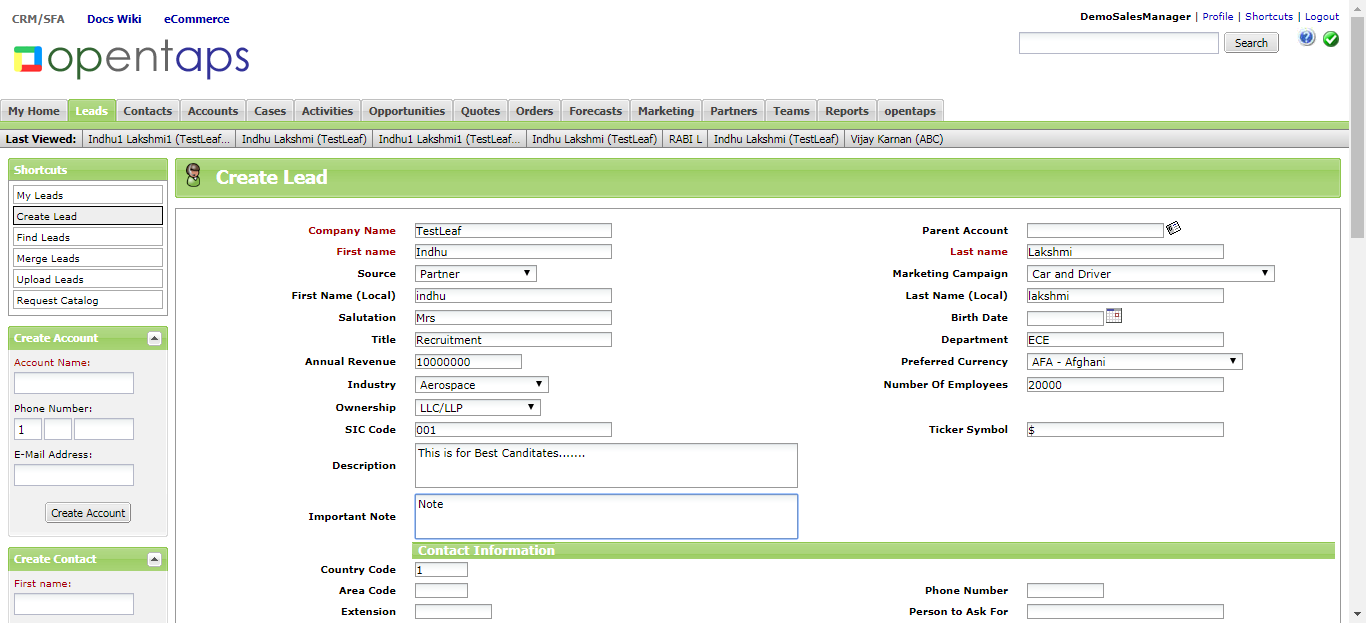 CRM/SFA Docs Wiki eCommerce
DemoSalesManager | Profile | Shortcuts | Logout
opentaps
Search
My Home Leads Contacts Accounts Cases Activities Opportunities Quotes Orders Forecasts Marketing Partners Teams Reports opentaps
Last Viewed: Indhu1 Lakshmi1 (TestLeaf... Indhu Lakshmi (TestLeaf) Indhu1 Lakshmi1 (TestLeaf... Indhu Lakshmi (TestLeaf) RABI L Indhu Lakshmi (TestLeaf) Vijay Karnan (ABC)
Shortcuts
My Leads
Create Lead
Find Leads
Merge Leads
Upload Leads
Request Catalog
Create Account
Account Name:
Phone Number:
1
E-Mail Address:
Create Account
Create Contact
First name:
Create Lead
Company Name TestLeaf Parent Account
First name Indhu Last name Lakshmi
Source Partner Marketing Campaign Car and Driver
First Name (Local) indhu Last Name (Local) lakshmi
Salutation Mrs Birth Date
Title Recruitment Department ECE
Annual Revenue 10000000 Preferred Currency AFA - Afghani
Industry Aerospace Number Of Employees 20000
Ownership LLC/LLP
SIC Code 001 Ticker Symbol $
Description This is for Best Canditates.......
Important Note Note
Contact Information
Country Code 1
Area Code Phone Number
Extension Person to Ask For